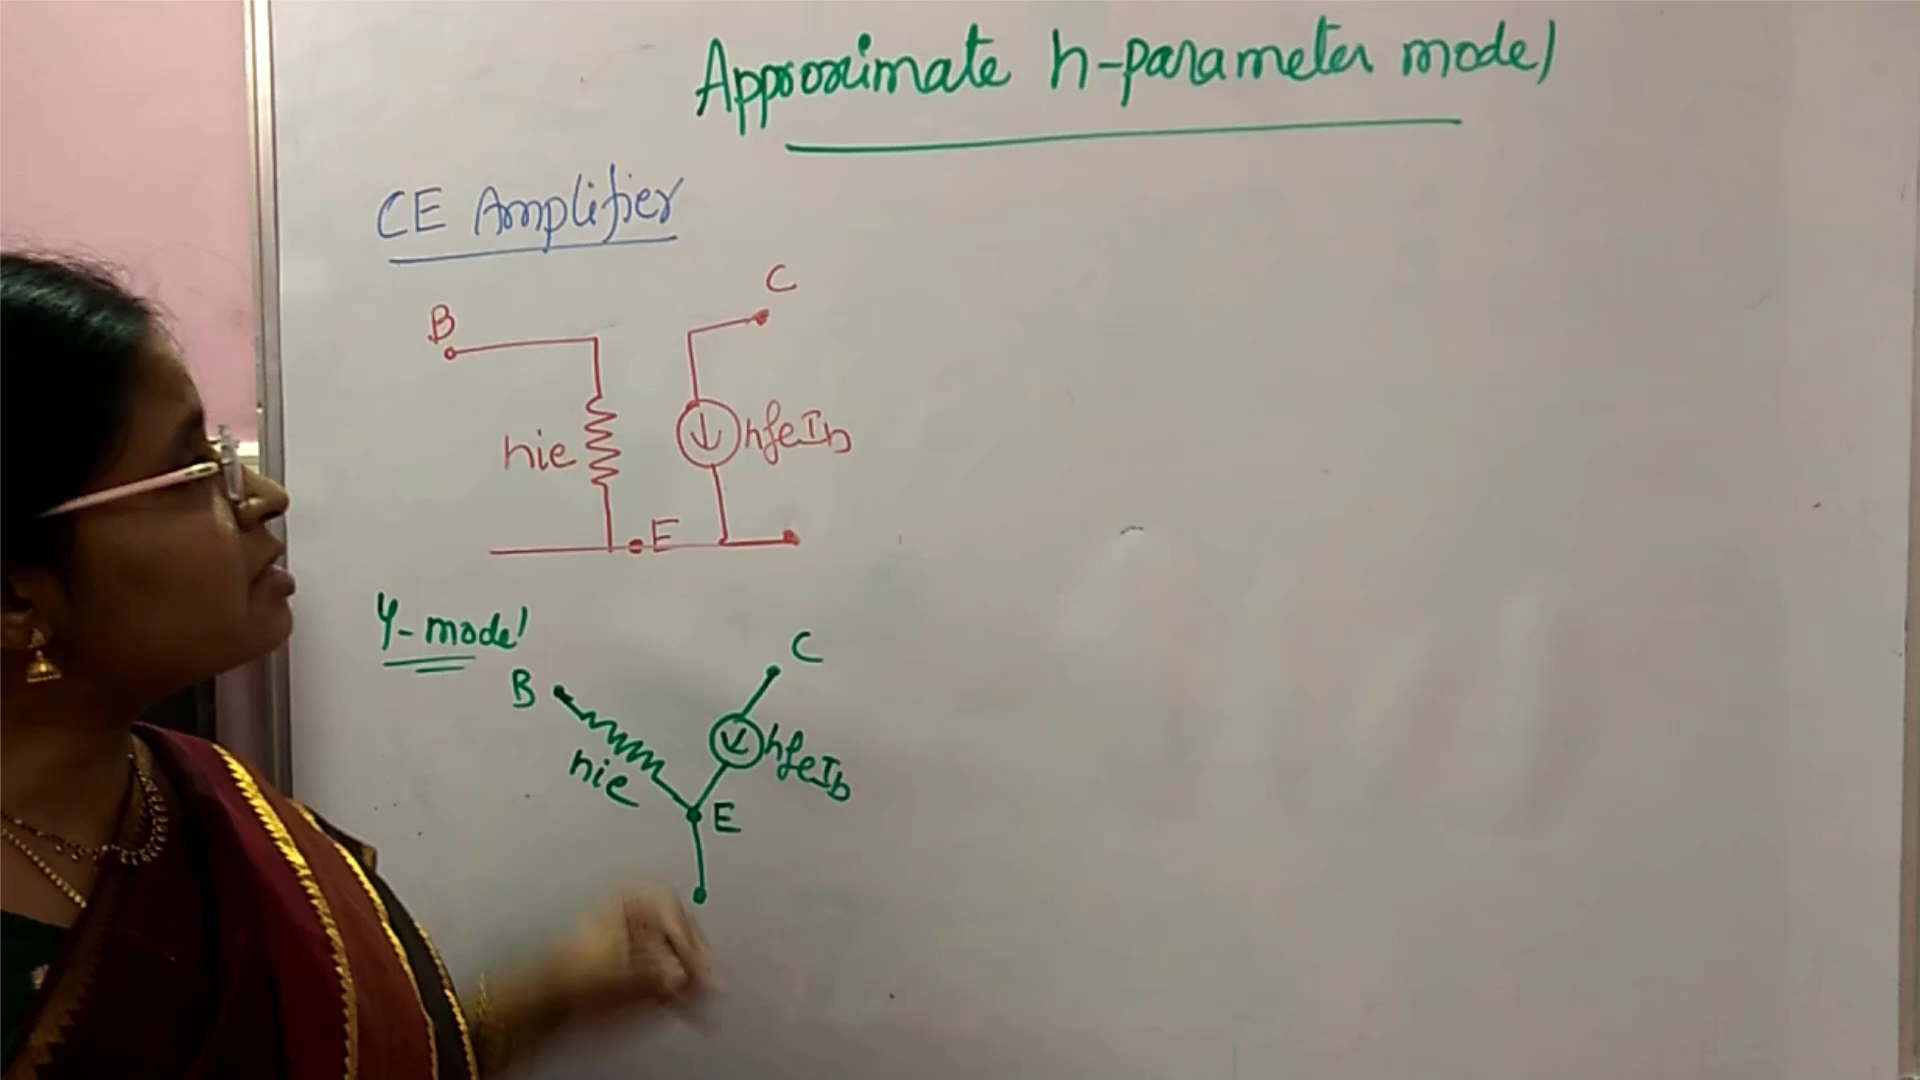 Approximate h-parameter model
CE Amplifier
C
B
hie
hfeIb
E
Y-model
C
B
hie
hfeIb
E